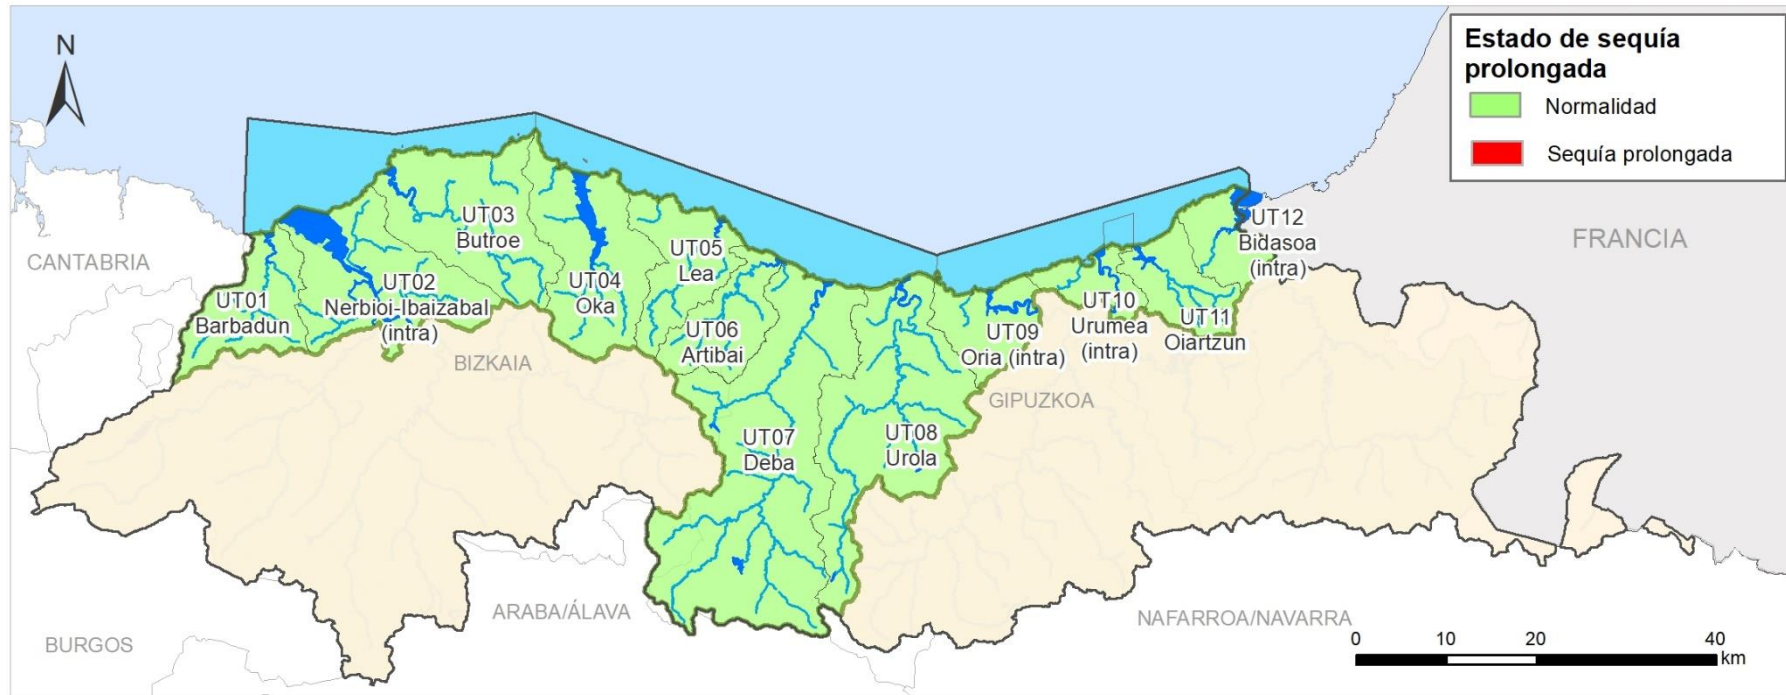 N
Estado de sequía
prolongada
Normalidad
Sequía prolongada
CANTABRIA
FRANCIA
UT01
Barbadun
UT02
Nerbioi-Ibaizabal
(intra)
UT03
Butroe
UT04
Oka
UT05
Lea
UT06
Artibai
UT07
Deba
UT08
Urola
UT09
Oria (intra)
UT10
Urumea
(intra)
UT11
Oiartzun
UT12
Bidasoa
(intra)
BIZKAIA
GIPUZKOA
ARABA/ÁLAVA
NAFARROA/NAVARRA
BURGOS
0 10 20 40
km